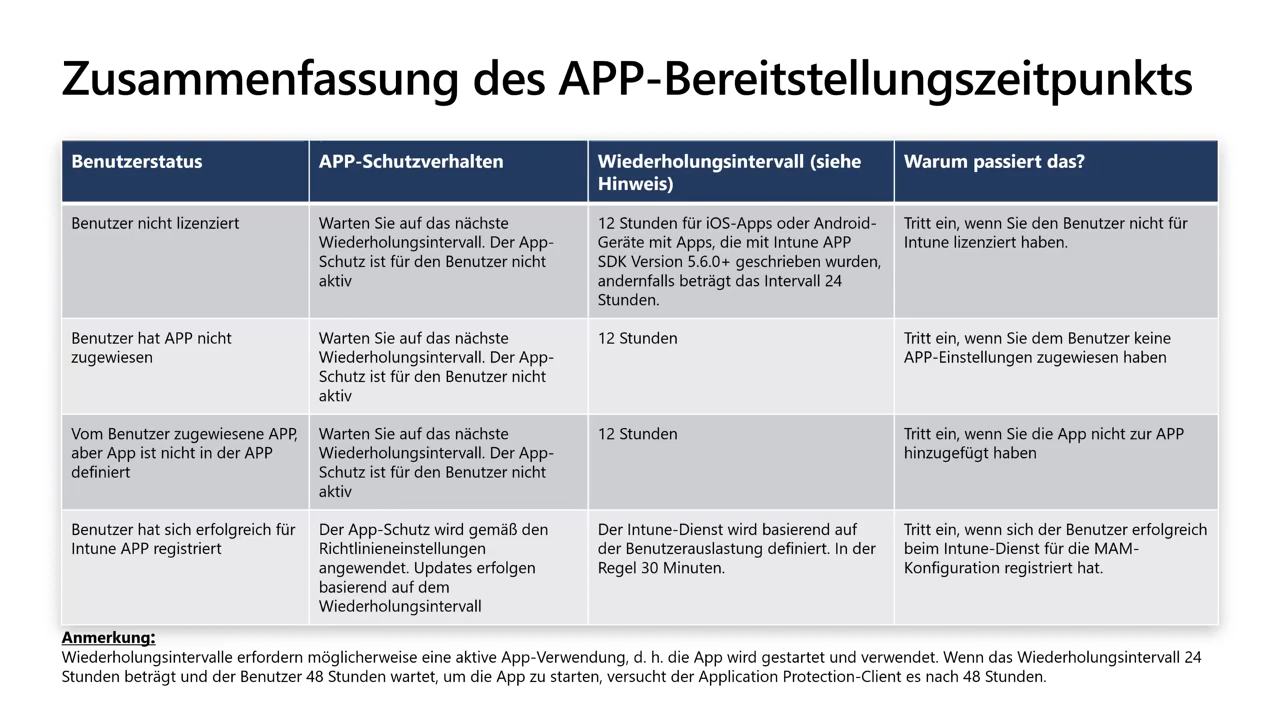 Zusammenfassung des APP-Bereitstellungszeitpunkts
Benutzerstatus
APP-Schutzverhalten
Wiederholungsintervall (siehe
Hinweis)
Warum passiert das?
Benutzer nicht lizenziert
Warten Sie auf das nächste
Wiederholungsintervall. Der App-
Schutz ist für den Benutzer nicht
aktiv
12 Stunden für iOS-Apps oder Android-
Geräte mit Apps, die mit Intune APP
SDK Version 5.6.0+ geschrieben wurden,
andernfalls beträgt das Intervall 24
Stunden.
Tritt ein, wenn Sie den Benutzer nicht für
Intune lizenziert haben.
Benutzer hat APP nicht
zugewiesen
Warten Sie auf das nächste
Wiederholungsintervall. Der App-
Schutz ist für den Benutzer nicht
aktiv
12 Stunden
Tritt ein, wenn Sie dem Benutzer keine
APP-Einstellungen zugewiesen haben
Vom Benutzer zugewiesene APP,
aber App ist nicht in der APP
definiert
Warten Sie auf das nächste
Wiederholungsintervall. Der App-
Schutz ist für den Benutzer nicht
aktiv
12 Stunden
Tritt ein, wenn Sie die App nicht zur APP
hinzugefügt haben
Benutzer hat sich erfolgreich für
Intune APP registriert
Der App-Schutz wird gemäß den
Richtlinieneinstellungen
angewendet. Updates erfolgen
basierend auf dem
Wiederholungsintervall
Der Intune-Dienst wird basierend auf
der Benutzerauslastung definiert. In der
Regel 30 Minuten.
Tritt ein, wenn sich der Benutzer erfolgreich
beim Intune-Dienst für die MAM-
Konfiguration registriert hat.
Anmerkung:
Wiederholungsintervalle erfordern möglicherweise eine aktive App-Verwendung, d. h. die App wird gestartet und verwendet. Wenn das Wiederholungsintervall 24
Stunden beträgt und der Benutzer 48 Stunden wartet, um die App zu starten, versucht der Application Protection-Client es nach 48 Stunden.